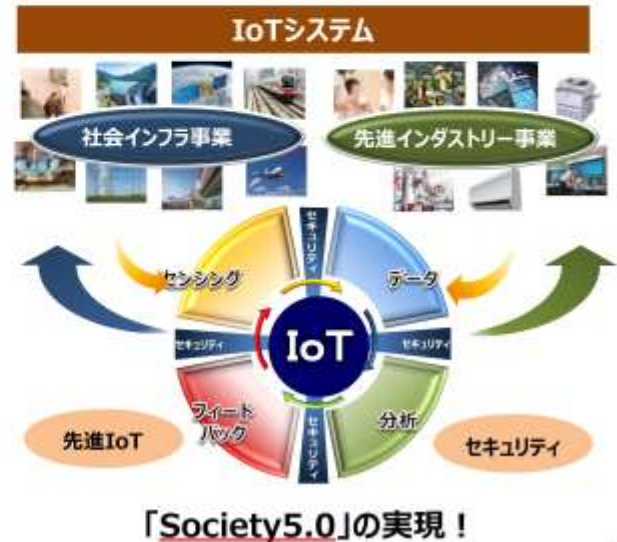 IoTシステム
社会インフラ事業
先進インダストリー事業
セキュリティ
センシング
データ
セキュリティ
IoT
セキュリティ
フィード
バック
セキュリティ
分析
先進IoT
セキュリティ
「Society5.0」の実現！